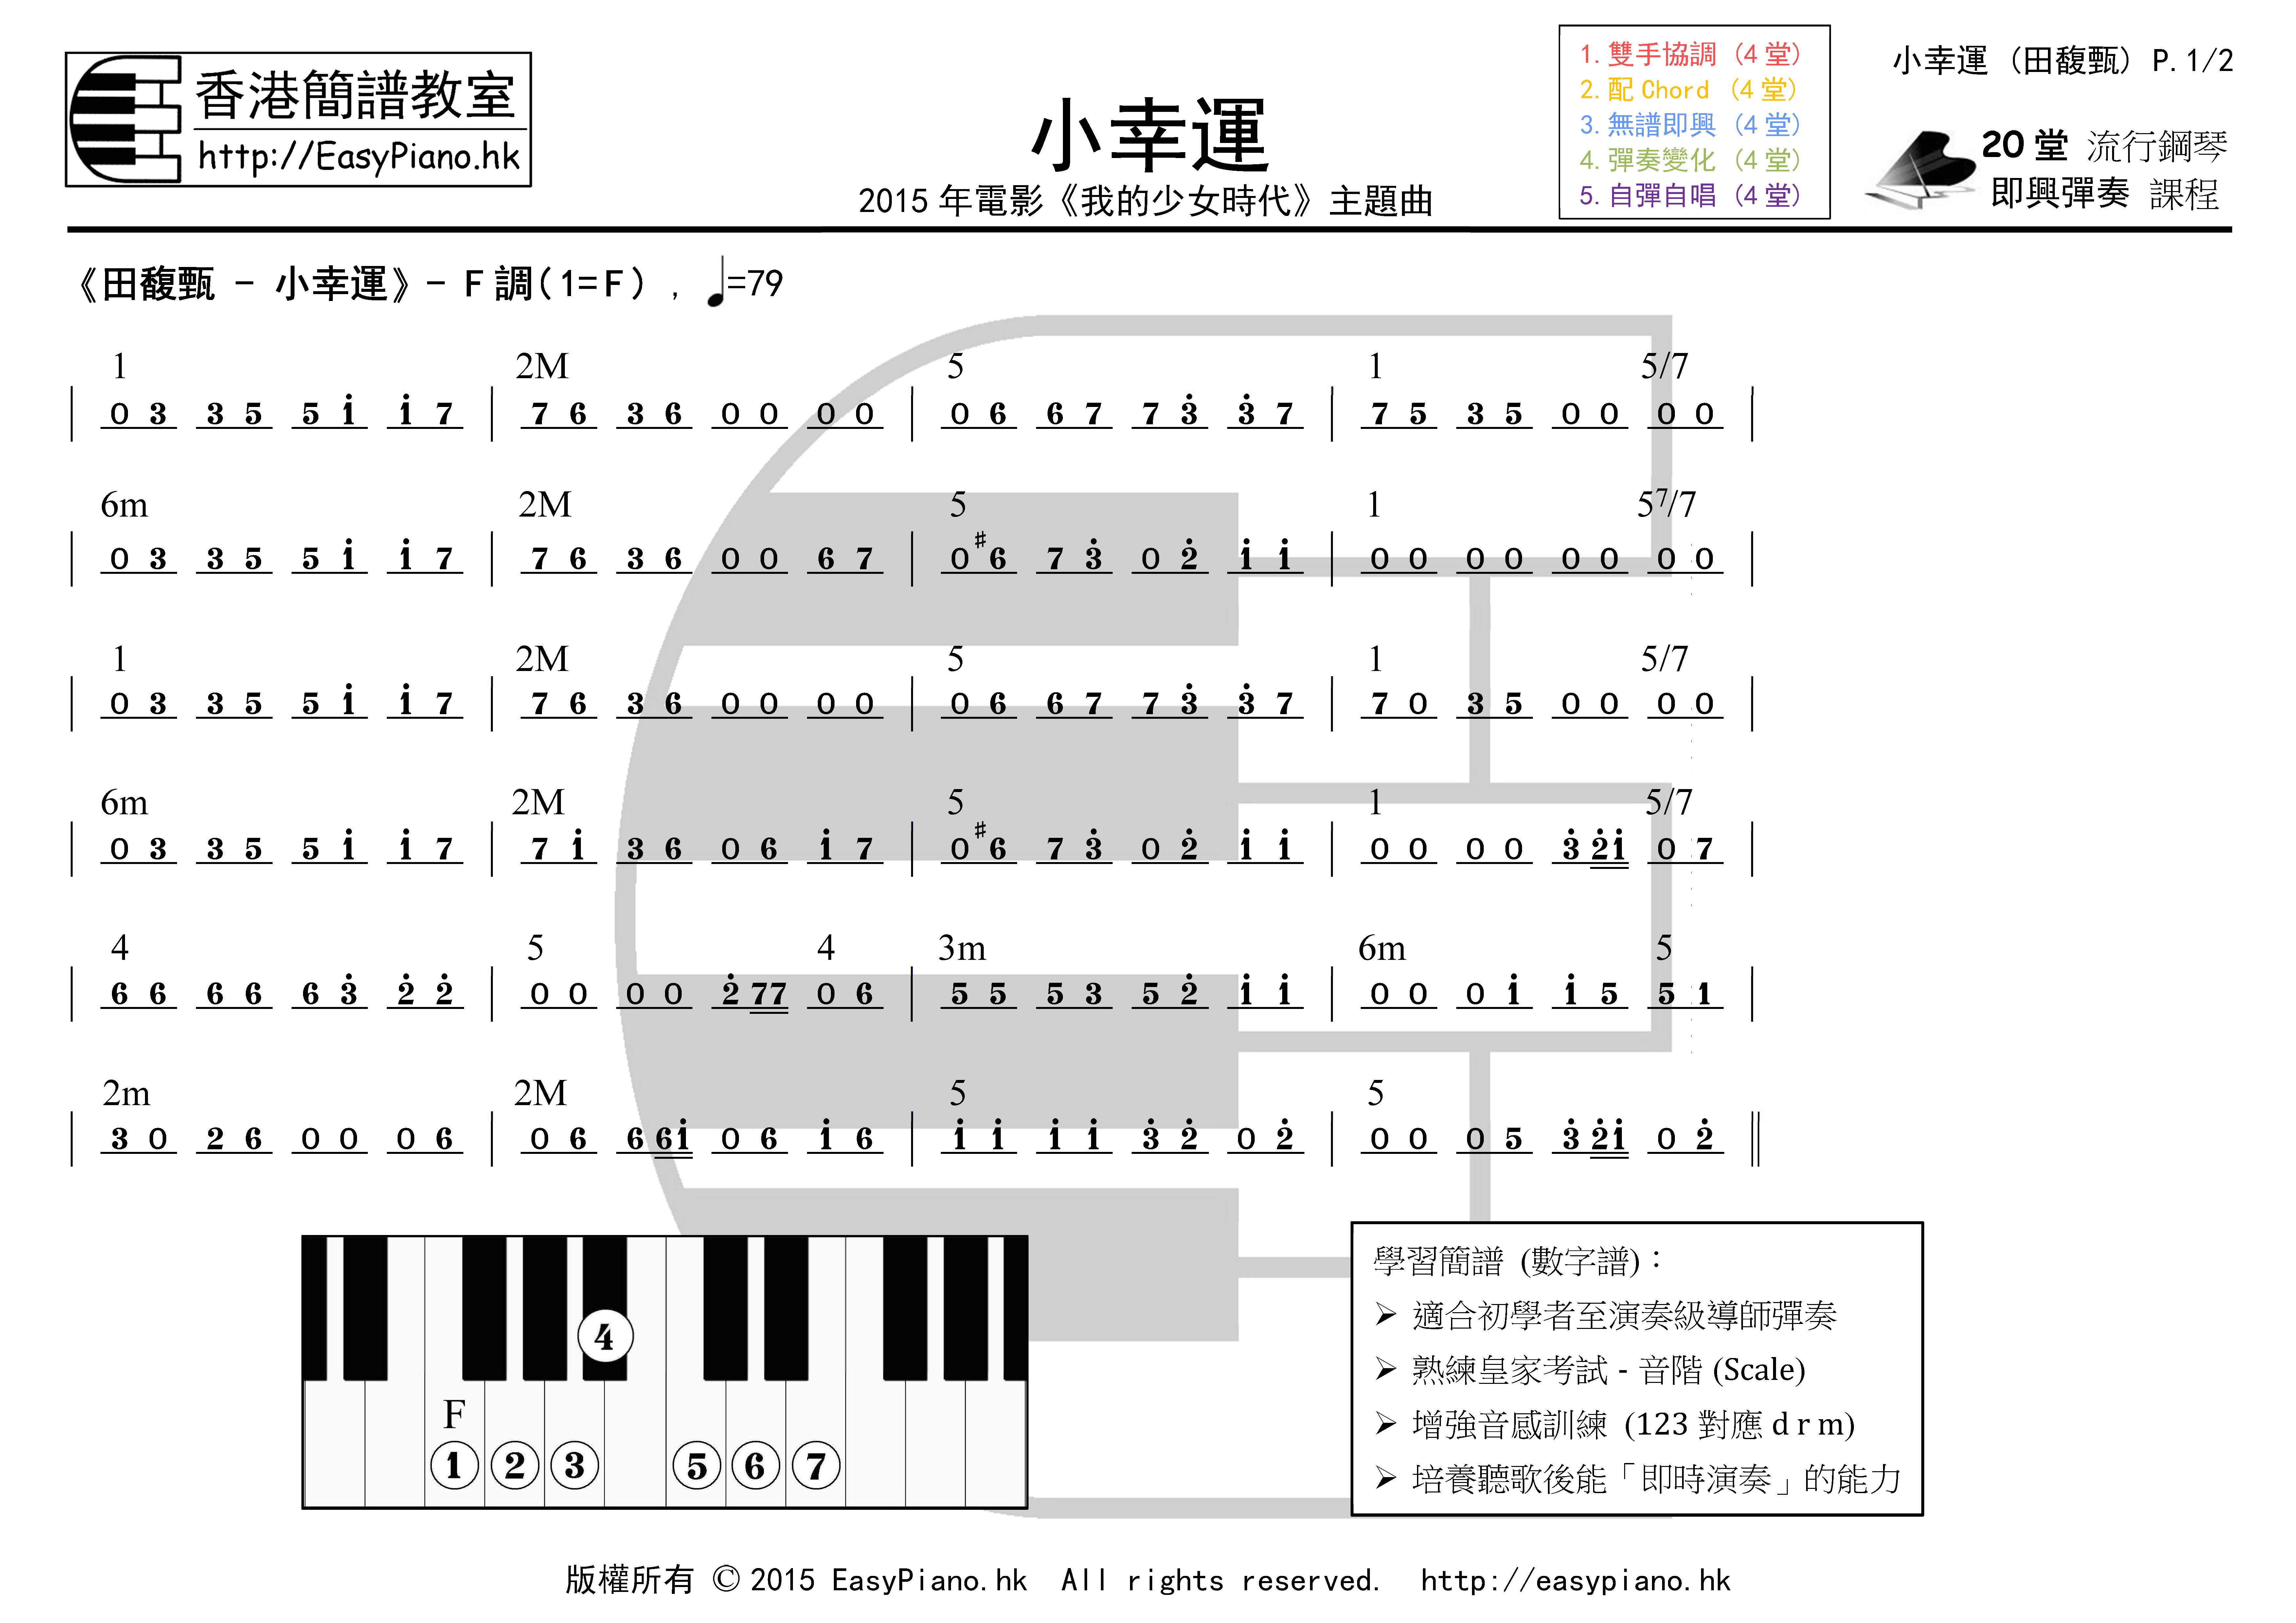 香港簡譜教室
http://EasyPiano.hk
小幸運
2015年電影《我的少女時代》主題曲
1.雙手協調 (4堂)
2.配Chord (4堂)
3.無譜即興 (4堂)
4.彈奏變化 (4堂)
5.自彈自唱 (4堂)
小幸運 (田馥甄) P.1/2
20堂 流行鋼琴
即興彈奏 課程
《田馥甄 - 小幸運》- F調(1=F) , ♩=79
1 2M 5 1 5/7
| 0 3 3 5 5 i̇ i̇ 7 | 7 6 3 6 0 0 0 0 | 0 6 6 7 7 3̇ 3̇ 7 | 7 5 3 5 0 0 0 0 |
6m 2M 5 1 5⁷/7
| 0 3 3 5 5 1̇ 1̇ 7 | 7 6 3 6 0 0 6 7 | 0 ♯6 7 3̇ 0 2̇ 1̇ 1̇ | 0 0 0 0 0 0 0 0 |
1 2M 5 1 5/7
| 0 3 3 5 5 1̇ 1̇ 7 | 7 6 3 6 0 0 0 0 | 0 6 6 7 7 3̇ 3̇ 7 | 7 0 3 5 0 0 0 0 |
6m 2M 5 1 5/7
| 0 3 3 5 5 1̇ 1̇ 7 | 7 1̇ 3 6 0 6 1̇ 7 | 0 ♯6 7 3̇ 0 2̇ 1̇ 1̇ | 0 0 0 0 3̇ 2̇1̇ 0 7 |
4 5 4 3m 6m 5
| 6 6 6 6 6 3̇ 2̇ 2̇ | 0 0 0 0 2̇ 77 0 6 | 5 5 5 3 5 2̇ 1̇ 1̇ | 0 0 0 1̇ 1̇ 5 5 1 |
2m 2M 5 5
| 3 0 2 6 0 0 0 6 | 0 6 6 61̇ 0 6 1̇ 6 | 1̇ 1̇ 1̇ 1̇ 3̇ 2̇ 0 2̇ | 0 0 0 5 3̇ 2̇1̇ 0 2̇ ‖
4
F
1 2 3 5 6 7
學習簡譜 (數字譜)：
➢ 適合初學者至演奏級導師彈奏
➢ 熟練皇家考試 - 音階 (Scale)
➢ 增強音感訓練 (123 對應 d r m)
➢ 培養聽歌後能「即時演奏」的能力
版權所有 © 2015 EasyPiano.hk All rights reserved. http://easypiano.hk